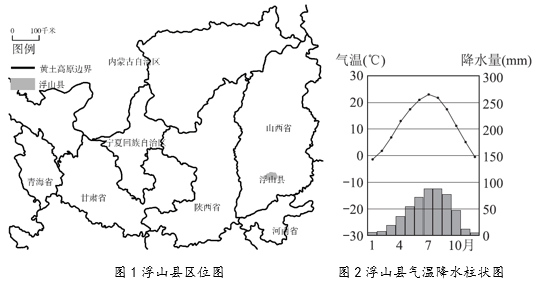 0 100千米
图例
黄土高原边界
浮山县
内蒙古自治区
宁夏回族自治区
山西省
浮山县
青海省
甘肃省
陕西省
河南省
图1浮山县区位图
气温(℃) 降水量(mm)
30 300
20 250
10 200
0 150
-10 100
-20 50
-30 0
1 4 7 10月
图2浮山县气温降水柱状图